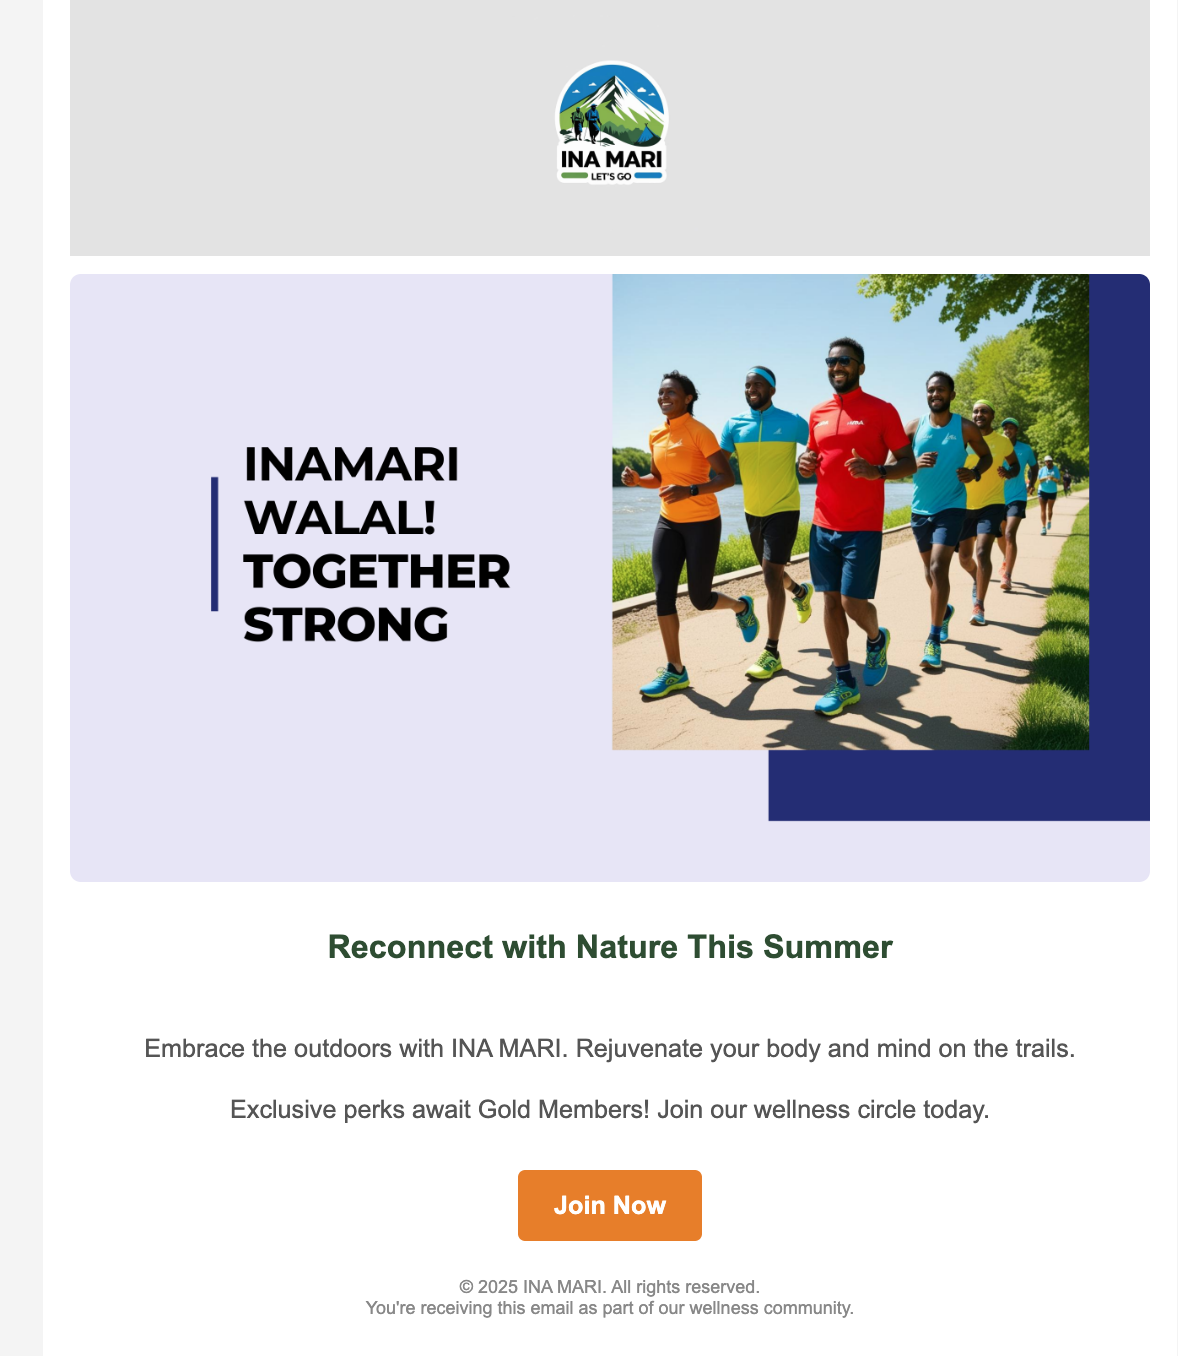 INA MARI
LET'S GO
INAMARI
WALAL!
TOGETHER
STRONG
Reconnect with Nature This Summer
Embrace the outdoors with INA MARI. Rejuvenate your body and mind on the trails.
Exclusive perks await Gold Members! Join our wellness circle today.
Join Now
© 2025 INA MARI. All rights reserved.
You're receiving this email as part of our wellness community.